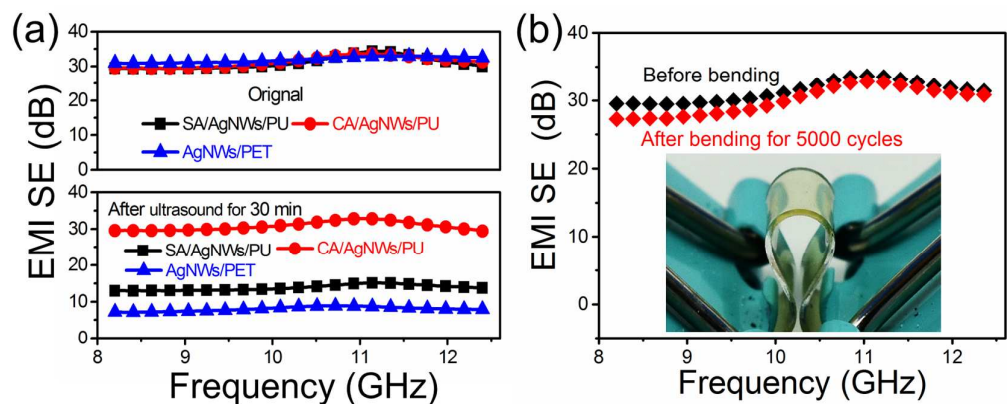 (a)
EMI SE (dB)
40
30
20
10
0
Orignal
SA/AgNWs/PU
CA/AgNWs/PU
AgNWs/PET
40
30
20
10
0
After ultrasound for 30 min
SA/AgNWs/PU
CA/AgNWs/PU
AgNWs/PET
8
9
10
11
12
Frequency (GHz)
(b)
EMI SE (dB)
40
30
20
10
0
Before bending
After bending for 5000 cycles
8
9
10
11
12
Frequency (GHz)